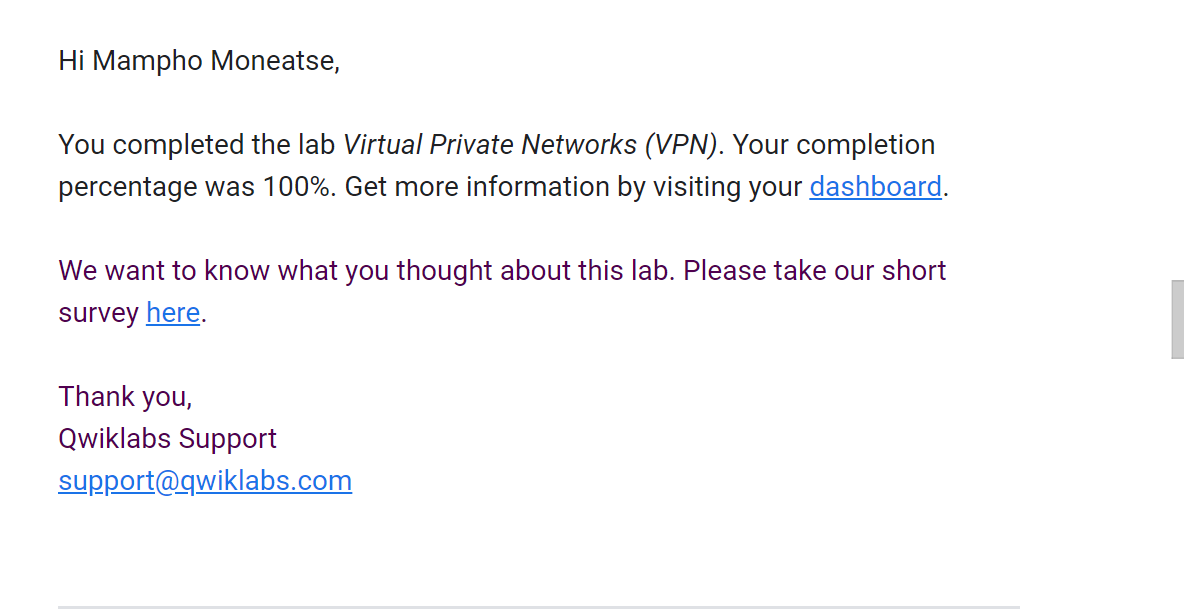 Hi Mampho Moneatse,
You completed the lab Virtual Private Networks (VPN). Your completion
percentage was 100%. Get more information by visiting your dashboard.
We want to know what you thought about this lab. Please take our short
survey here.
Thank you,
Qwiklabs Support
support@qwiklabs.com